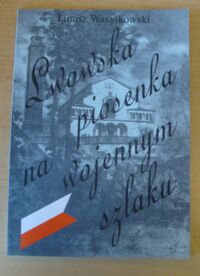 Janusz Wasylkowski
Lwowska
piosenka
na wojennym
szlaku